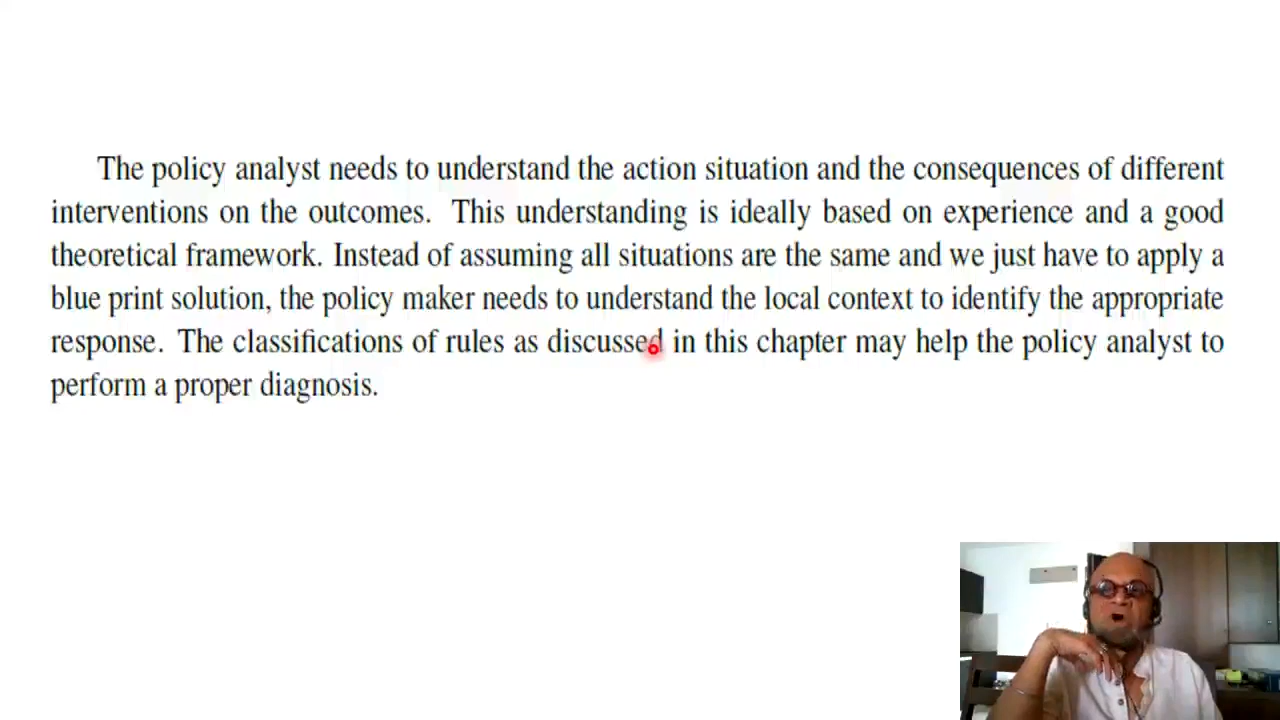 The policy analyst needs to understand the action situation and the consequences of different
interventions on the outcomes. This understanding is ideally based on experience and a good
theoretical framework. Instead of assuming all situations are the same and we just have to apply a
blue print solution, the policy maker needs to understand the local context to identify the appropriate
response. The classifications of rules as discussed in this chapter may help the policy analyst to
perform a proper diagnosis.